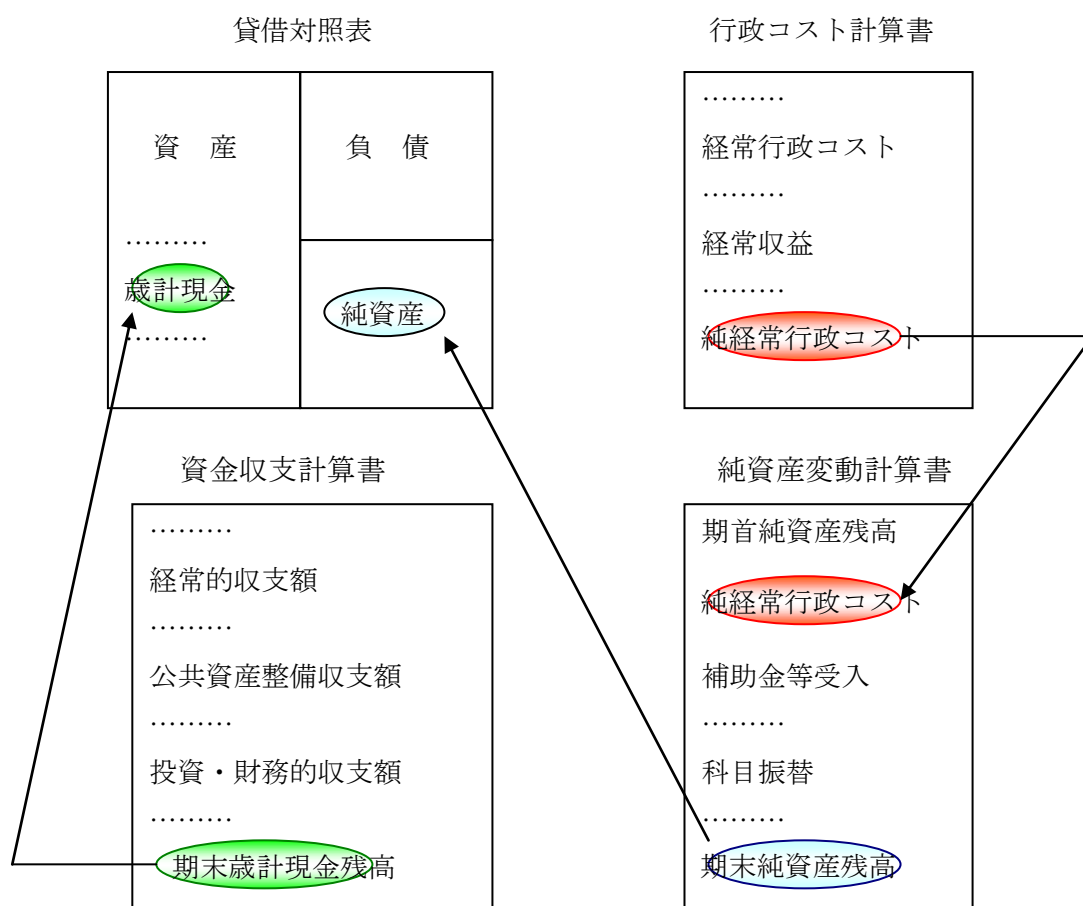 貸借対照表
資 産
負 債
………
歳計現金
………
純資産
行政コスト計算書
………
経常行政コスト
………
経常収益
………
純経常行政コスト
資金収支計算書
………
経常的収支額
………
公共資産整備収支額
………
投資・財務的収支額
………
期末歳計現金残高
純資産変動計算書
期首純資産残高
純経常行政コスト
補助金等受入
………
科目振替
………
期末純資産残高